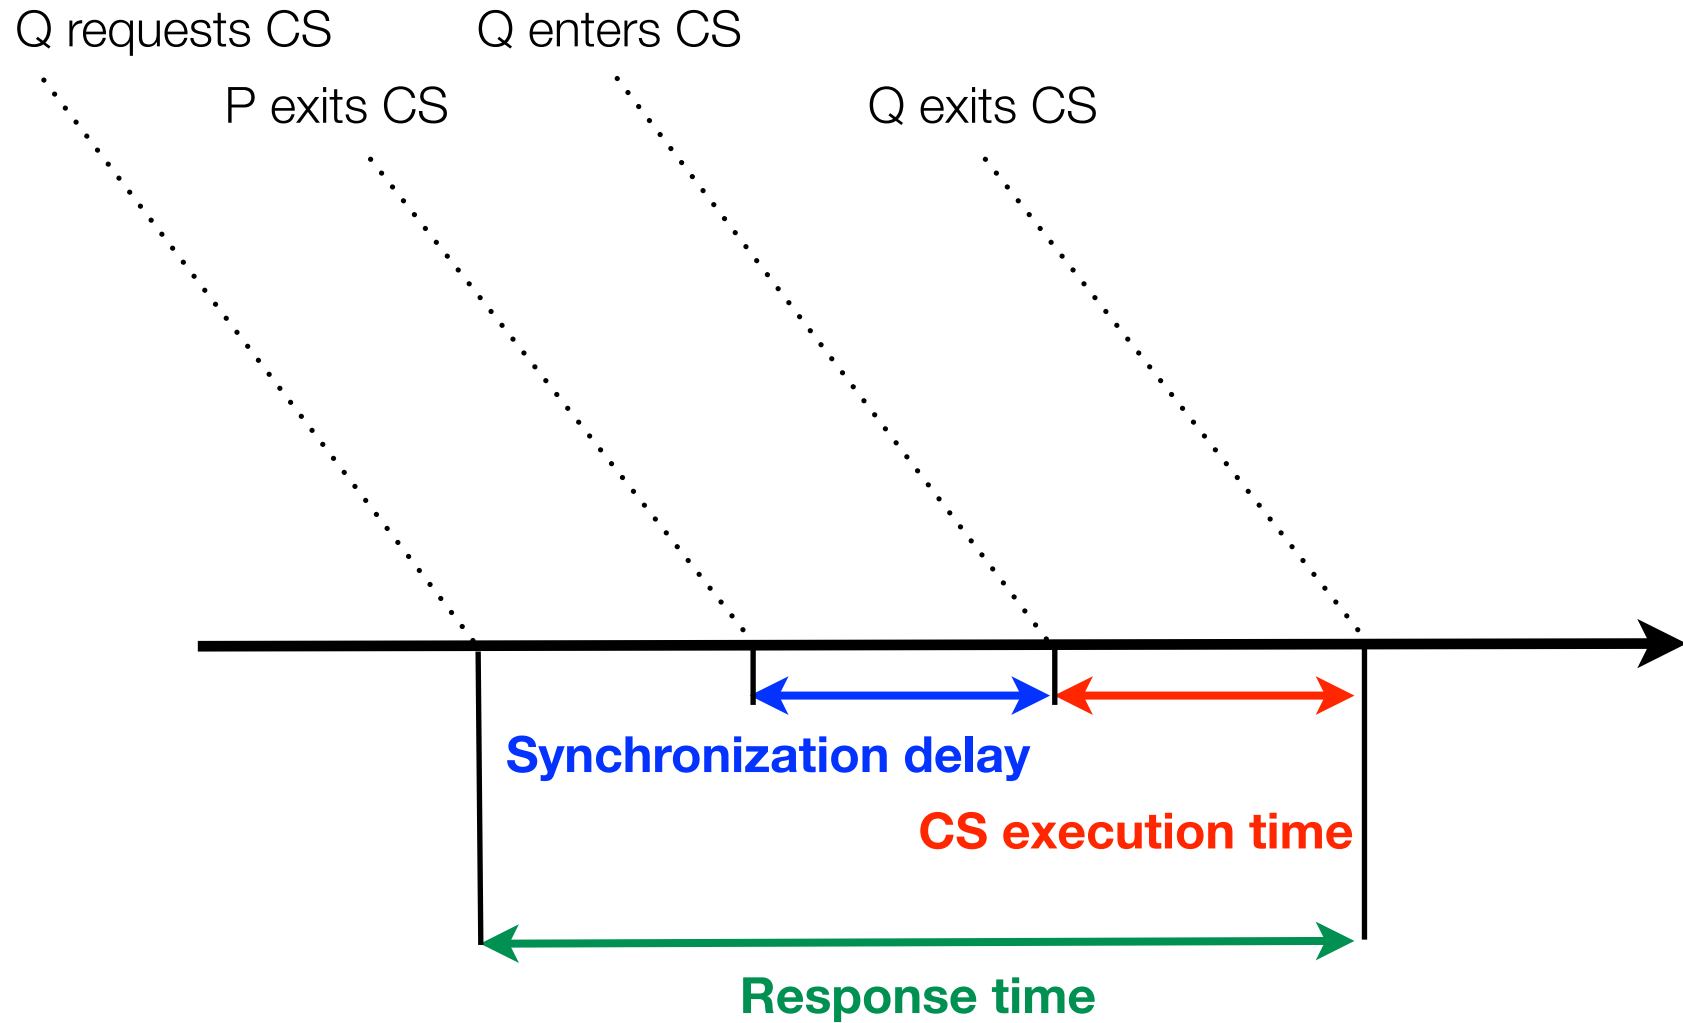 Q requests CS
Q enters CS
P exits CS
Q exits CS
Synchronization delay
CS execution time
Response time